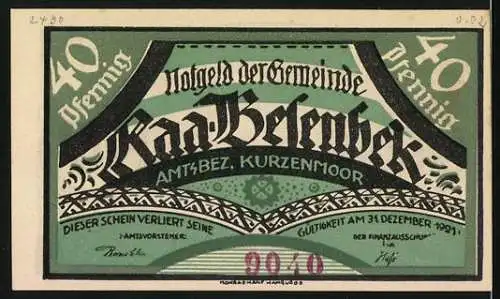 2490
40 Pfennig
40 Pfennig
Notgeld der Gemeinde
Raa-Besenbek
AMTSBEZ. KURZENMOOR
DIESER SCHEIN VERLIERT SEINE GÜLTIGKEIT AM 31. DEZEMBER 1921.
I. AMTSVORSTEHER: DER FINANZAUSSCHUSS
9040